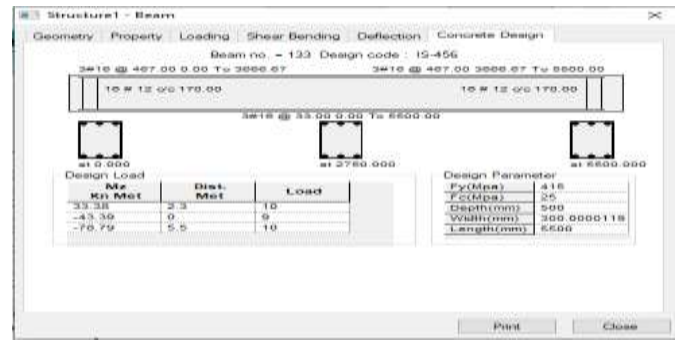 Structure1 - Beam
Geometry Property Loading Shear Bending Deflection Concrete Design
Beam no. = 133 Design code : IS-456
3#16 @ 467.00 0.00 To 3666.67 3#16 @ 467.00 3666.67 To 5500.00
16 # 12 c/c 170.00 16 # 12 c/c 170.00
3#16 @ 33.00 0.00 To 5500.00
at 0.000 at 2750.000 at 5500.000
Design Load Design Parameter
Mz Dist. Load
Kn Met Met
33.38 2.3 10
-43.39 0 9
-70.79 5.5 10
Fy(Mpa) 415
Fc(Mpa) 25
Depth(mm) 500
Width(mm) 300.0000119
Length(mm) 5500
Print Close